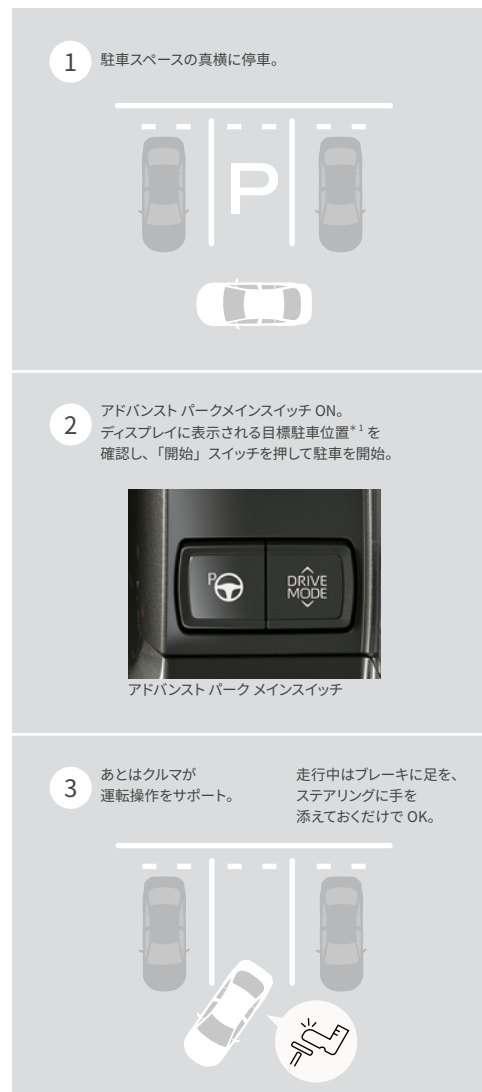 1
駐車スペースの真横に停車。
P
2
アドバンスト パークメインスイッチ ON。
ディスプレイに表示される目標駐車位置*1を
確認し、「開始」スイッチを押して駐車を開始。
P
DRIVE
MODE
アドバンスト パーク メインスイッチ
3
あとはクルマが
運転操作をサポート。
走行中はブレーキに足を、
ステアリングに手を
添えておくだけで OK。